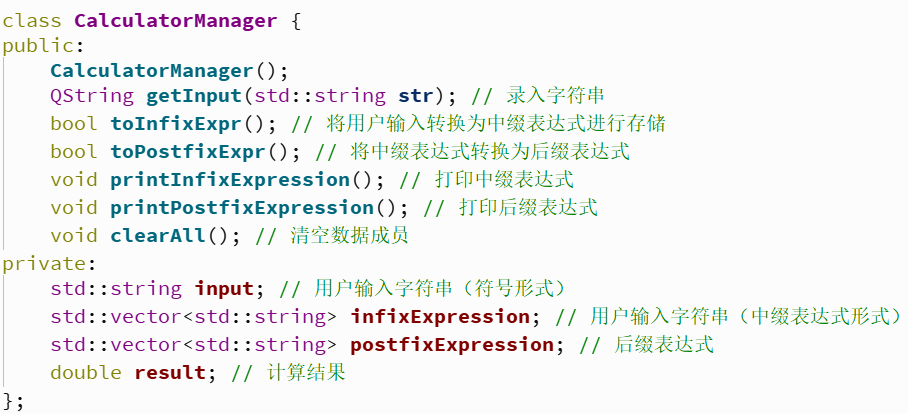 class CalculatorManager {
public:
    CalculatorManager();
    QString getInput(std::string str); // 录入字符串
    bool toInfixExpr(); // 将用户输入转换为中缀表达式进行存储
    bool toPostfixExpr(); // 将中缀表达式转换为后缀表达式
    void printInfixExpression(); // 打印中缀表达式
    void printPostfixExpression(); // 打印后缀表达式
    void clearAll(); // 清空数据成员
private:
    std::string input; // 用户输入字符串（符号形式）
    std::vector<std::string> infixExpression; // 用户输入字符串（中缀表达式形式）
    std::vector<std::string> postfixExpression; // 后缀表达式
    double result; // 计算结果
};